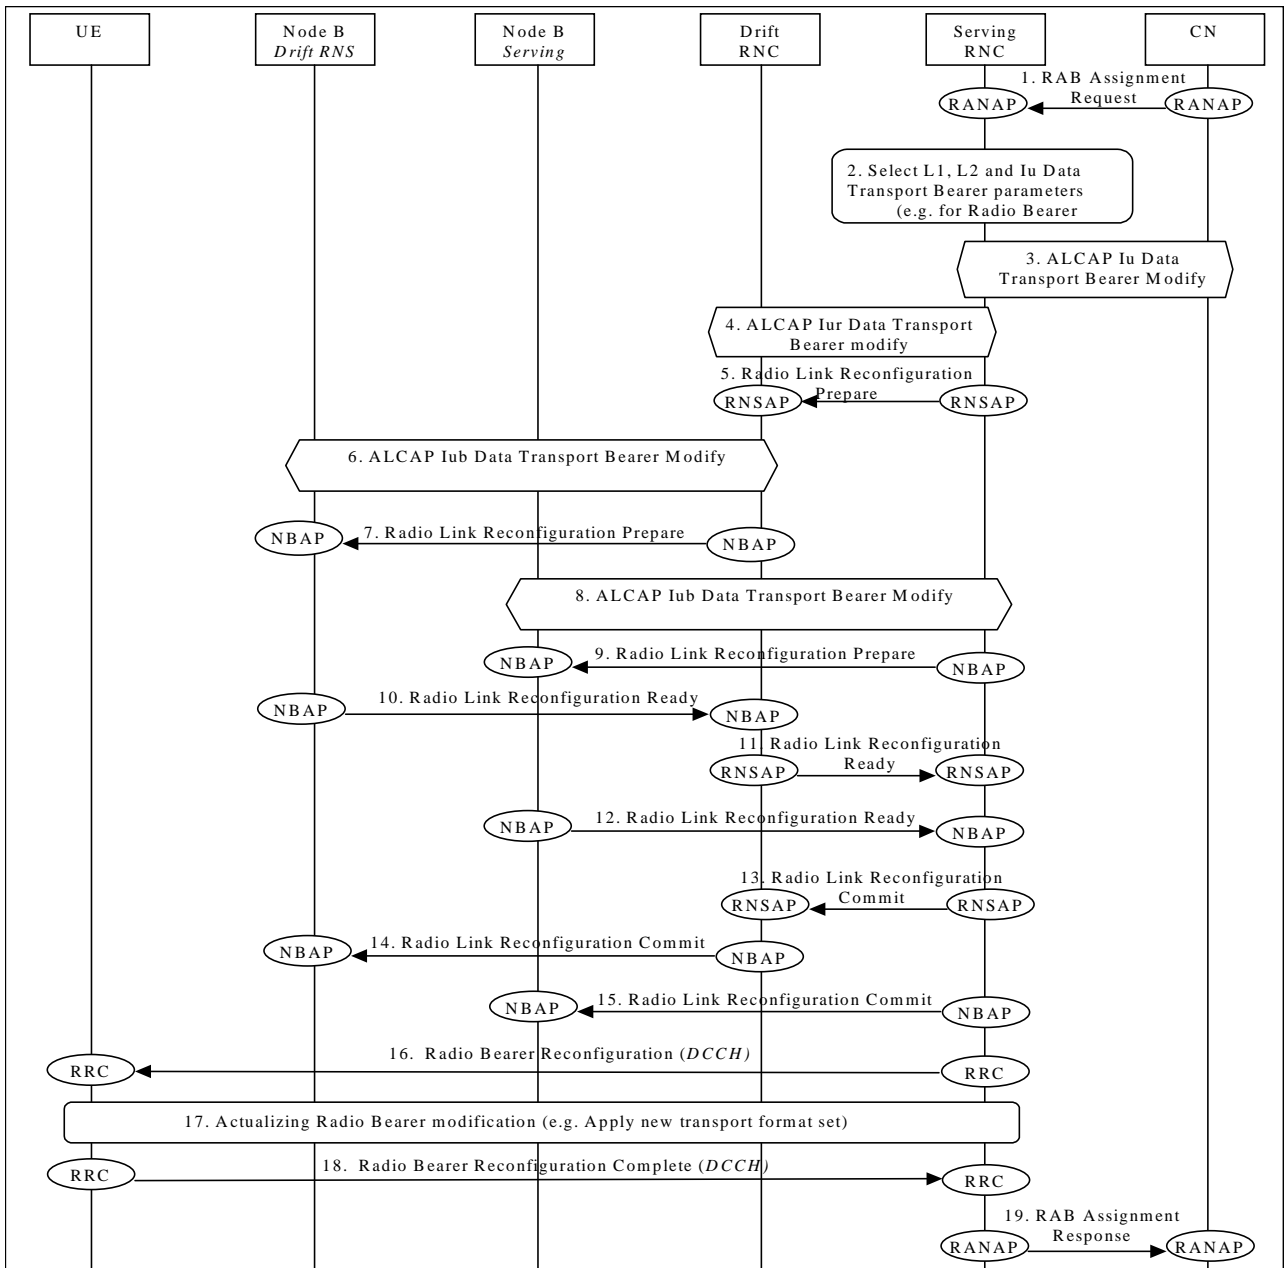 UE
Node B
Drift RNS
Node B
Serving
Drift
RNC
Serving
RNC
CN
1. RAB Assignment
Request
RANAP
RANAP
2. Select L1, L2 and Iu Data
Transport Bearer parameters
(e.g. for Radio Bearer
3. ALCAP Iu Data
Transport Bearer Modify
4. ALCAP Iur Data Transport
Bearer modify
5. Radio Link Reconfiguration
Prepare
RNSAP
RNSAP
6. ALCAP Iub Data Transport Bearer Modify
7. Radio Link Reconfiguration Prepare
NBAP
NBAP
8. ALCAP Iub Data Transport Bearer Modify
9. Radio Link Reconfiguration Prepare
NBAP
NBAP
10. Radio Link Reconfiguration Ready
NBAP
NBAP
11. Radio Link Reconfiguration
Ready
RNSAP
RNSAP
12. Radio Link Reconfiguration Ready
NBAP
NBAP
13. Radio Link Reconfiguration
Commit
RNSAP
RNSAP
14. Radio Link Reconfiguration Commit
NBAP
NBAP
15. Radio Link Reconfiguration Commit
NBAP
NBAP
16. Radio Bearer Reconfiguration (DCCH)
RRC
RRC
17. Actualizing Radio Bearer modification (e.g. Apply new transport format set)
18. Radio Bearer Reconfiguration Complete (DCCH)
RRC
RRC
19. RAB Assignment
Response
RANAP
RANAP